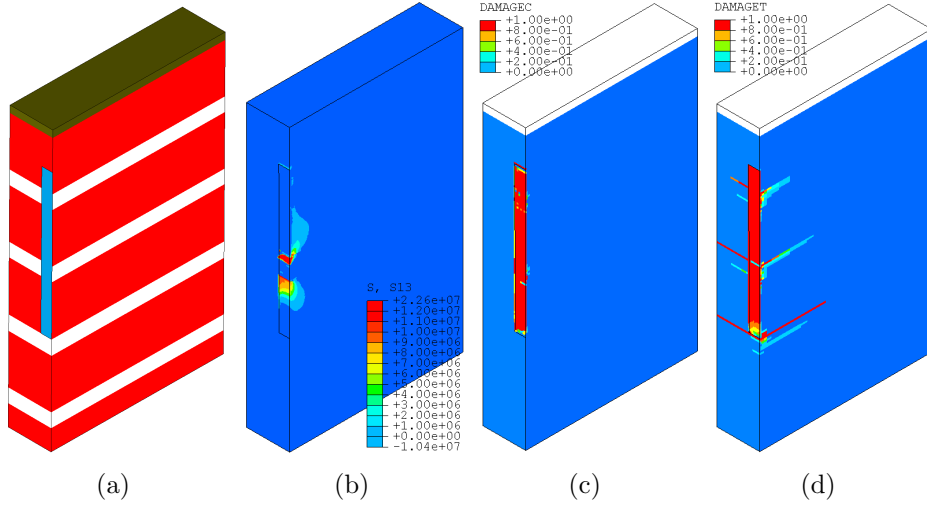 DAMAGEC
+1.00e+00
+8.00e-01
+6.00e-01
+4.00e-01
+2.00e-01
+0.00e+00
DAMAGET
+1.00e+00
+8.00e-01
+6.00e-01
+4.00e-01
+2.00e-01
+0.00e+00
S, S13
+2.26e+07
+1.20e+07
+1.10e+07
+1.00e+07
+9.00e+06
+8.00e+06
+7.00e+06
+6.00e+06
+5.00e+06
+4.00e+06
+3.00e+06
+2.00e+06
+1.00e+06
+0.00e+00
-1.04e+07
(a)
(b)
(c)
(d)